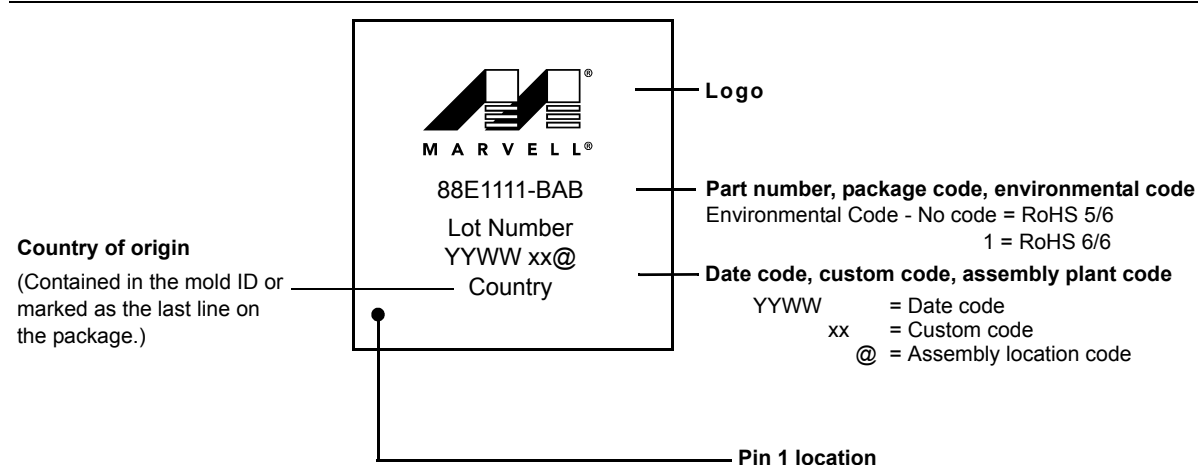 ®
MARVELL®
88E1111-BAB
Lot Number
YYWW xx@
Country
Logo
Part number, package code, environmental code
Environmental Code - No code = RoHS 5/6
1 = RoHS 6/6
Country of origin
(Contained in the mold ID or
marked as the last line on
the package.)
Date code, custom code, assembly plant code
YYWW = Date code
xx = Custom code
@ = Assembly location code
Pin 1 location